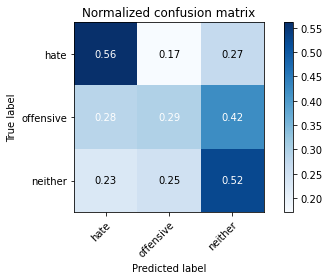 Normalized confusion matrix
True label
hate
0.56
0.17
0.27
offensive
0.28
0.29
0.42
neither
0.23
0.25
0.52
hate
offensive
neither
Predicted label
0.55
0.50
0.45
0.40
0.35
0.30
0.25
0.20